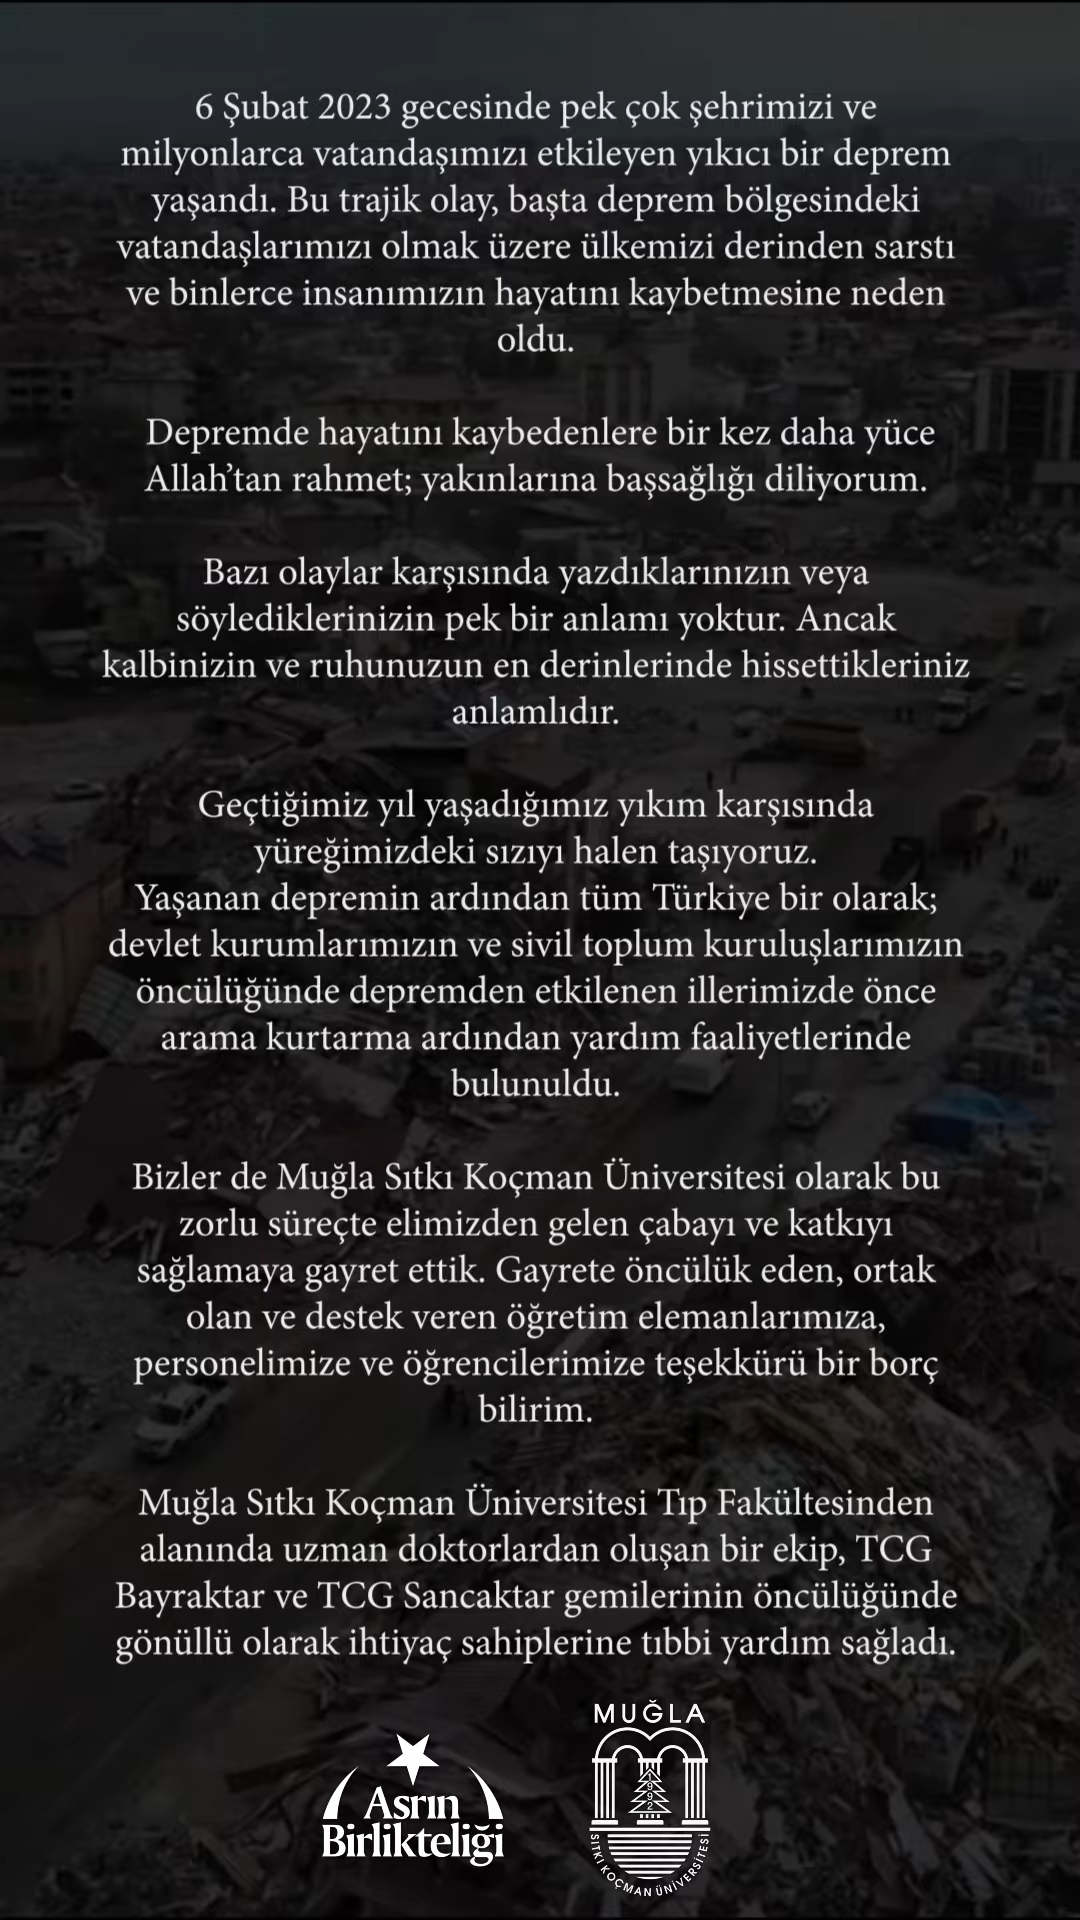 6 Şubat 2023 gecesinde pek çok şehrimizi ve
milyonlarca vatandaşımızı etkileyen yıkıcı bir deprem
yaşandı. Bu trajik olay, başta deprem bölgesindeki
vatandaşlarımızı olmak üzere ülkemizi derinden sarstı
ve binlerce insanımızın hayatını kaybetmesine neden
oldu.
Depremde hayatını kaybedenlere bir kez daha yüce
Allah’tan rahmet; yakınlarına başsağlığı diliyorum.
Bazı olaylar karşısında yazdıklarınızın veya
söylediklerinizin pek bir anlamı yoktur. Ancak
kalbinizin ve ruhunuzun en derinlerinde hissettikleriniz
anlamlıdır.
Geçtiğimiz yıl yaşadığımız yıkım karşısında
yüreğimizdeki sızıyı halen taşıyoruz.
Yaşanan depremin ardından tüm Türkiye bir olarak;
devlet kurumlarımızın ve sivil toplum kuruluşlarımızın
öncülüğünde depremden etkilenen illerimizde önce
arama kurtarma ardından yardım faaliyetlerinde
bulunuldu.
Bizler de Muğla Sıtkı Koçman Üniversitesi olarak bu
zorlu süreçte elimizden gelen çabayı ve katkıyı
sağlamaya gayret ettik. Gayrete öncülük eden, ortak
olan ve destek veren öğretim elemanlarımıza,
personelimize ve öğrencilerimize teşekkürü bir borç
bilirim.
Muğla Sıtkı Koçman Üniversitesi Tıp Fakültesinden
alanında uzman doktorlardan oluşan bir ekip, TCG
Bayraktar ve TCG Sancaktar gemilerinin öncülüğünde
gönüllü olarak ihtiyaç sahiplerine tıbbi yardım sağladı.
Asrın
Birlikteliği
MUĞLA
1992
SITKI KOÇMAN ÜNİVERSİTESİ